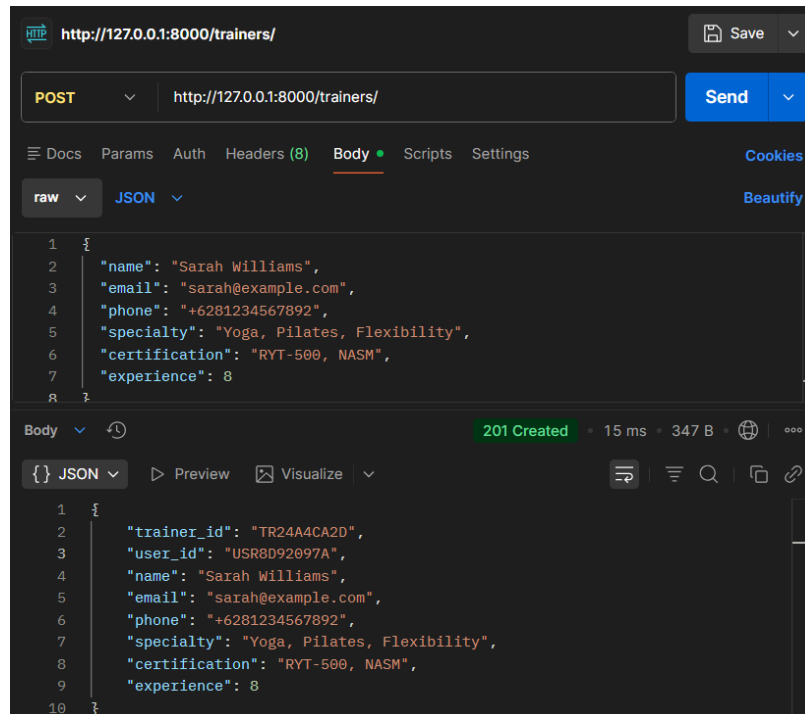 HTTP http://127.0.0.1:8000/trainers/ Save
POST http://127.0.0.1:8000/trainers/ Send
Docs Params Auth Headers (8) Body Scripts Settings Cookies
raw JSON Beautify
1 {
2 "name": "Sarah Williams",
3 "email": "sarah@example.com",
4 "phone": "+6281234567892",
5 "specialty": "Yoga, Pilates, Flexibility",
6 "certification": "RYT-500, NASM",
7 "experience": 8
8 }
Body 201 Created 15 ms 347 B
{} JSON Preview Visualize
1 {
2 "trainer_id": "TR24A4CA2D",
3 "user_id": "USR8D92097A",
4 "name": "Sarah Williams",
5 "email": "sarah@example.com",
6 "phone": "+6281234567892",
7 "specialty": "Yoga, Pilates, Flexibility",
8 "certification": "RYT-500, NASM",
9 "experience": 8
10 }